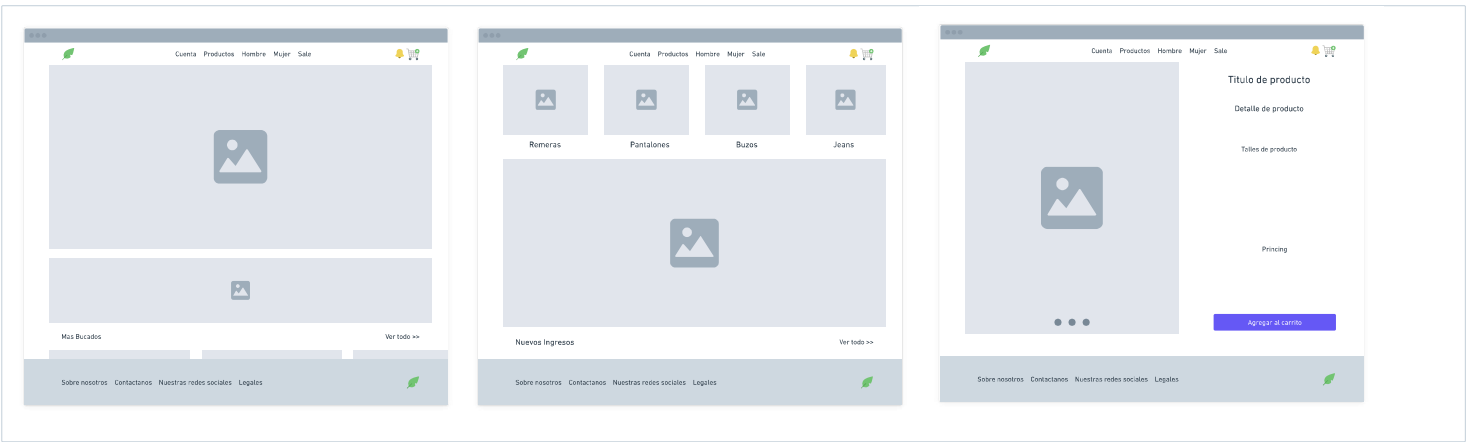 Cuenta Productos Hombre Mujer Sale
Mas Bucados
Ver todo >>
Sobre nosotros Contactanos Nuestras redes sociales Legales
Cuenta Productos Hombre Mujer Sale
Remeras
Pantalones
Buzos
Jeans
Nuevos Ingresos
Ver todo >>
Sobre nosotros Contactanos Nuestras redes sociales Legales
Cuenta Productos Hombre Mujer Sale
Titulo de producto
Detalle de producto
Talles de producto
Princing
Agregar al carrito
Sobre nosotros Contactanos Nuestras redes sociales Legales